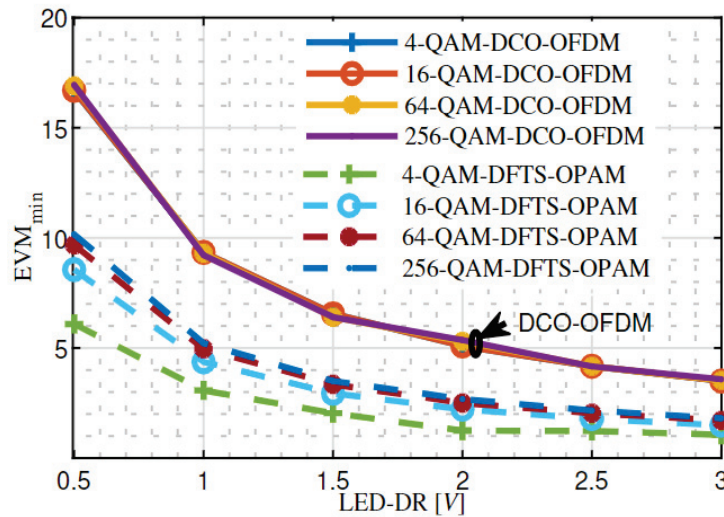 20
15
10
5
EVMmin
4-QAM-DCO-OFDM
16-QAM-DCO-OFDM
64-QAM-DCO-OFDM
256-QAM-DCO-OFDM
4-QAM-DFTS-OPAM
16-QAM-DFTS-OPAM
64-QAM-DFTS-OPAM
256-QAM-DFTS-OPAM
DCO-OFDM
0.5 1 1.5 2 2.5 3
LED-DR [V]